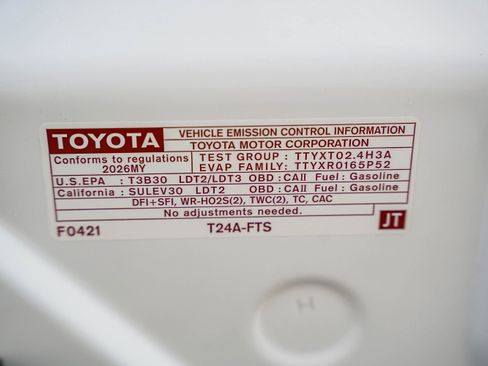 TOYOTA
VEHICLE EMISSION CONTROL INFORMATION
TOYOTA MOTOR CORPORATION
Conforms to regulations
2026MY
TEST GROUP : TTYXT02.4H3A
EVAP FAMILY: TTYXR0165P52
U.S.EPA : T3B30 LDT2/LDT3 OBD : CAII Fuel : Gasoline
California : SULEV30 LDT2 OBD : CAII Fuel : Gasoline
DFI+SFI, WR-HO2S(2), TWC(2), TC, CAC
No adjustments needed.
F0421 T24A-FTS JT
H